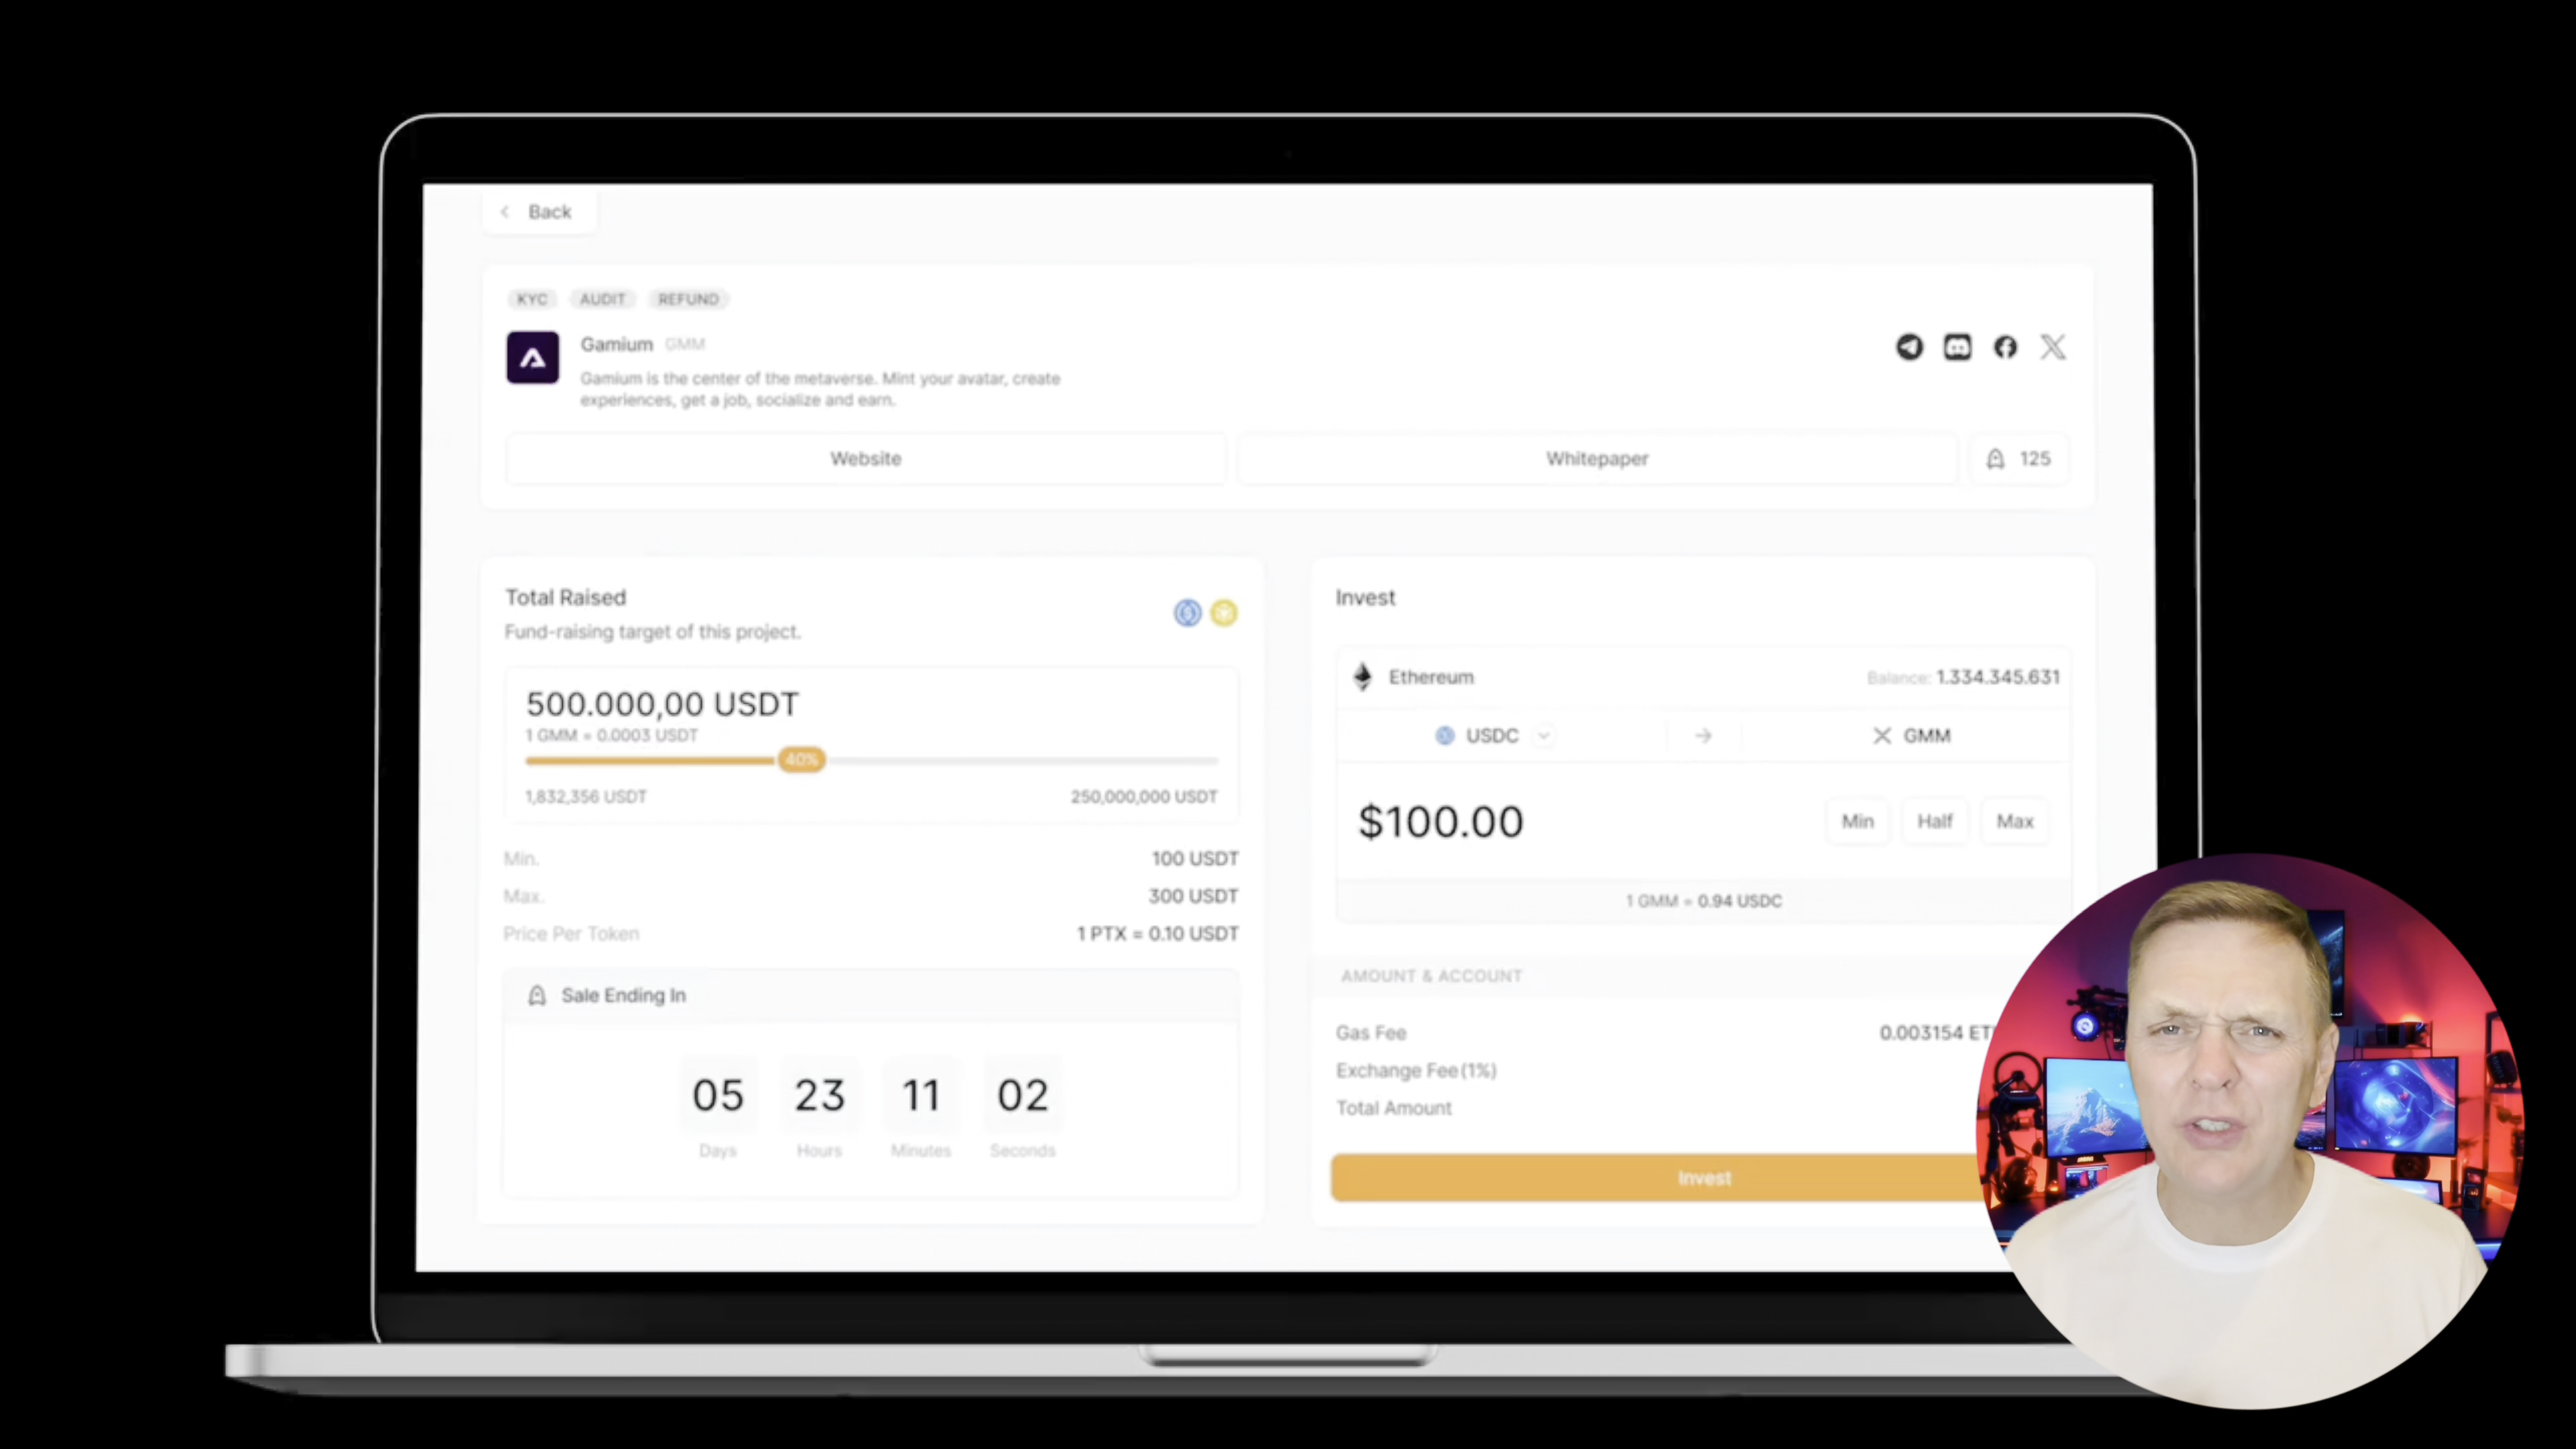 Back
KYC AUDIT REFUND
Gamium GMM
Gamium is the center of the metaverse. Mint your avatar, create
experiences, get a job, socialize and earn.
Website
Whitepaper
125
Total Raised
Fund-raising target of this project.
500.000,00 USDT
1 GMM = 0.0003 USDT
40%
1,832,356 USDT 250,000,000 USDT
Min. 100 USDT
Max. 300 USDT
Price Per Token 1 PTX = 0.10 USDT
Sale Ending In
05 23 11 02
Days Hours Minutes Seconds
Invest
Ethereum Balance: 1.334.345.631
USDC GMM
$100.00 Min Half Max
1 GMM = 0.94 USDC
AMOUNT & ACCOUNT
Gas Fee 0.003154
Exchange Fee (1%)
Total Amount
Invest